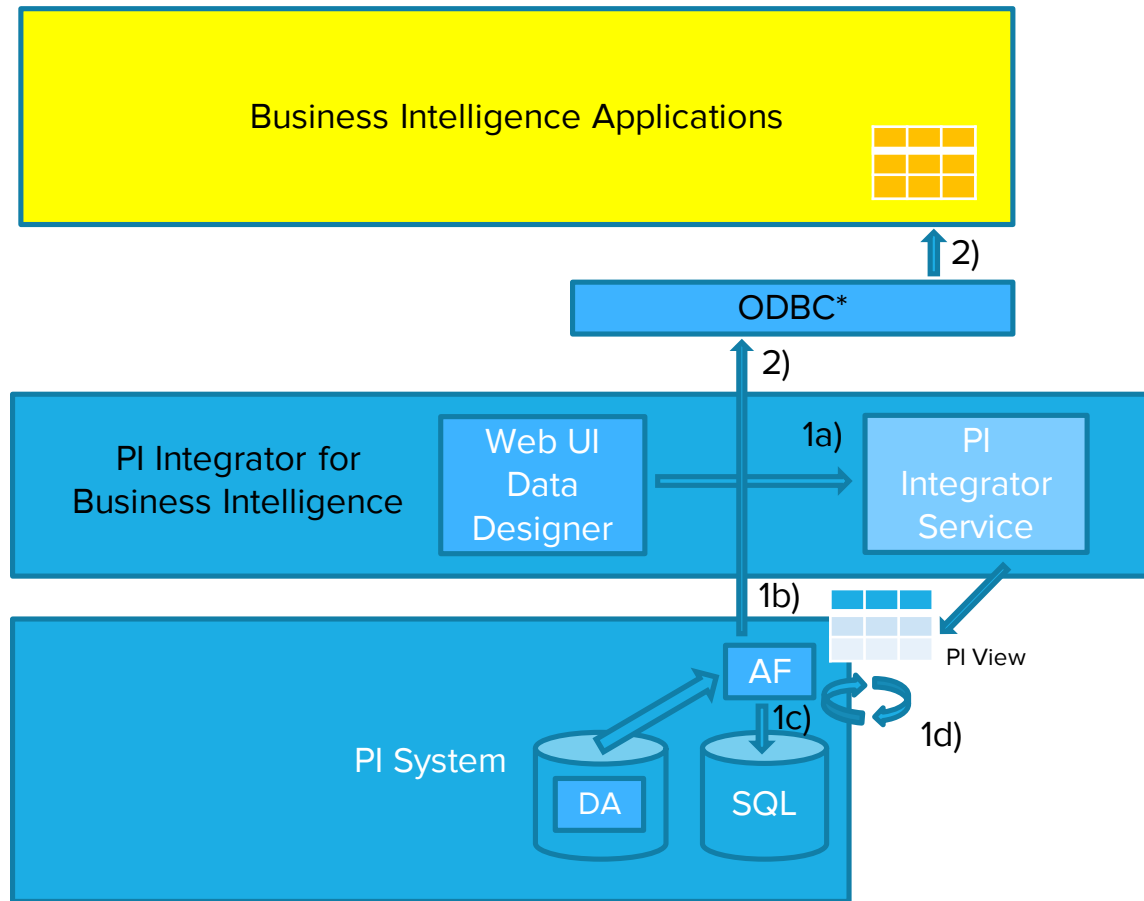 Business Intelligence Applications
2)
ODBC*
2)
PI Integrator for
Business Intelligence
Web UI
Data
Designer
1a)
PI
Integrator
Service
1b)
PI View
AF
1c)
1d)
PI System
DA
SQL